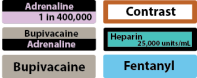 Adrenaline
1 in 400,000
Bupivacaine
Adrenaline
Bupivacaine
Contrast
Heparin
25,000 units/mL
Fentanyl